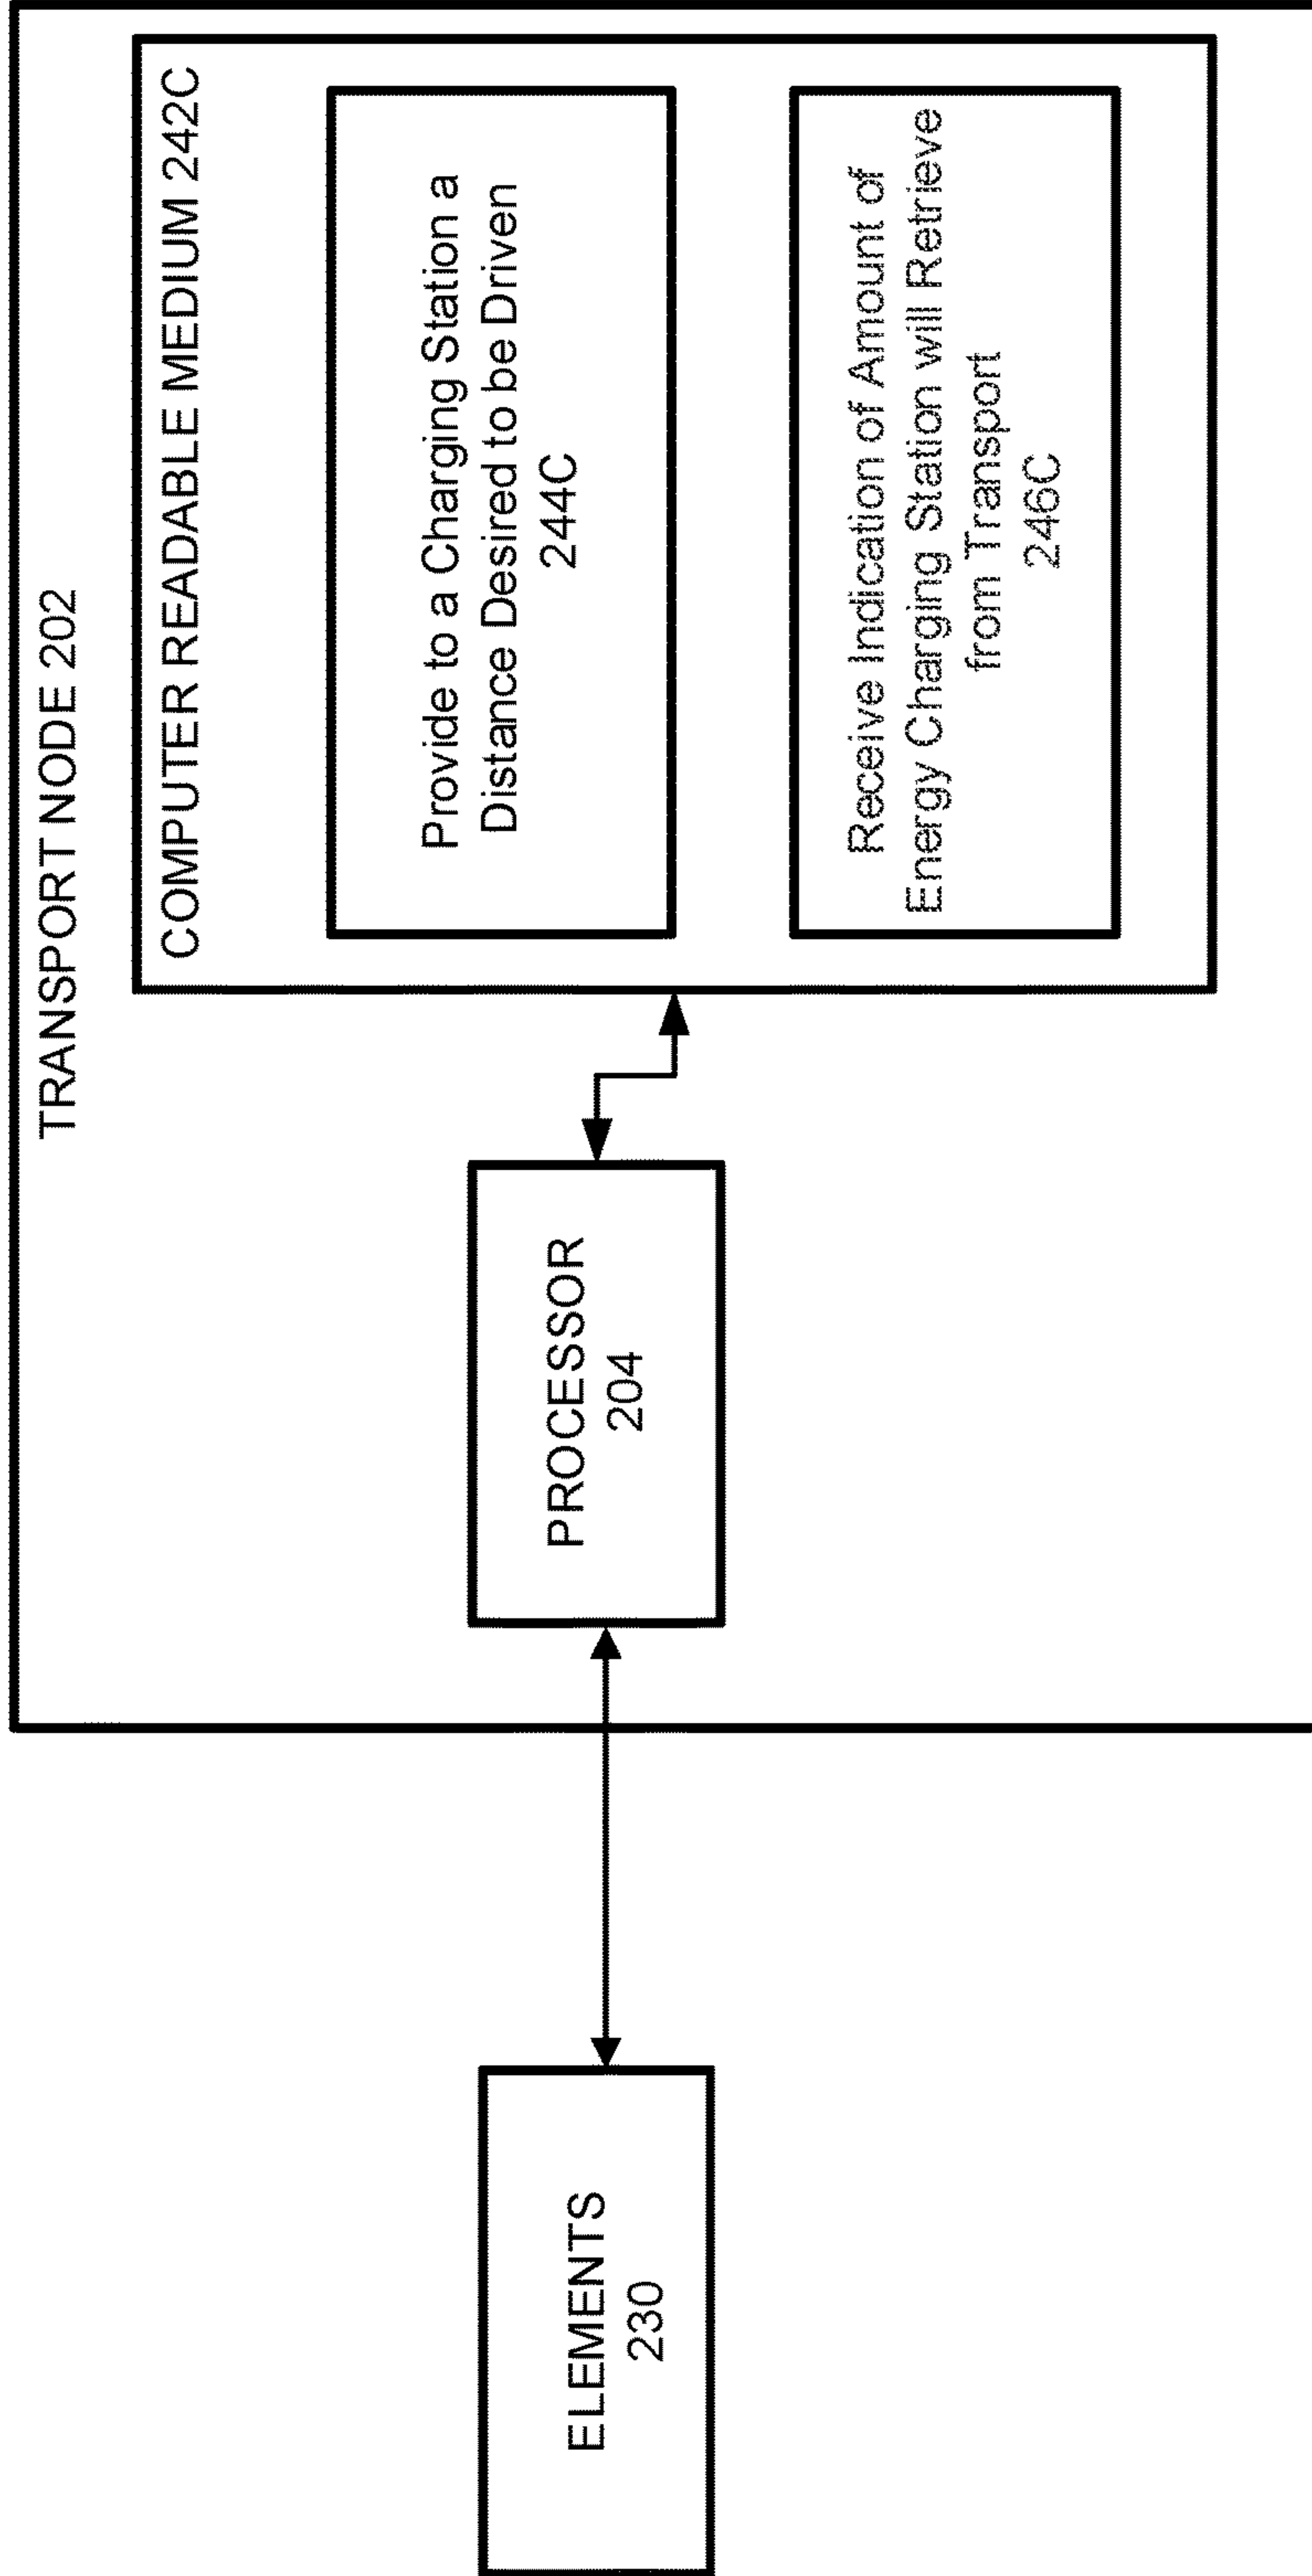 TRANSPORT NODE 202
COMPUTER READABLE MEDIUM 242C
Provide to a Charging Station a
Distance Desired to be Driven
244C
Receive Indication of Amount of
Energy Charging Station will Retrieve
from Transport
246C
PROCESSOR
204
ELEMENTS
230